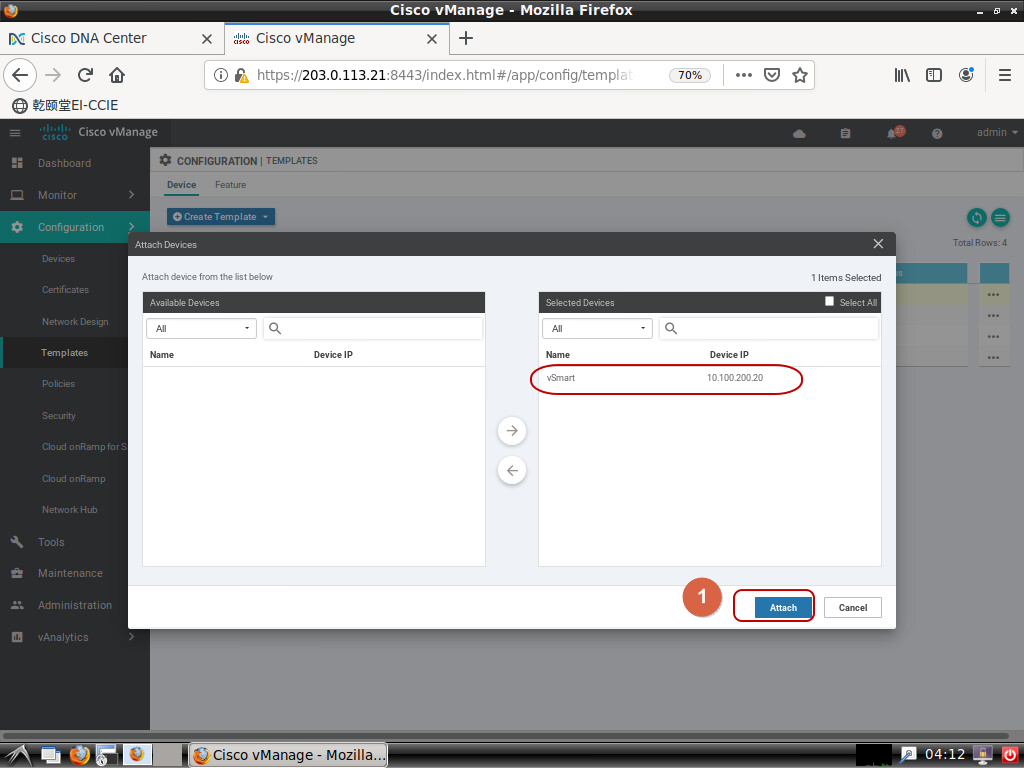 Cisco vManage - Mozilla Firefox
Cisco DNA Center
Cisco vManage
https://203.0.113.21:8443/index.html#/app/config/templat
70%
乾颐堂EI-CCIE
cisco
Cisco vManage
27
admin
Dashboard
Monitor
Configuration
Devices
Certificates
Network Design
Templates
Policies
Security
Cloud onRamp for S
Cloud onRamp
Network Hub
Tools
Maintenance
Administration
vAnalytics
CONFIGURATION | TEMPLATES
Device
Feature
Create Template
Total Rows: 4
Attach Devices
Attach device from the list below
1 Items Selected
Available Devices
All
Name
Device IP
Selected Devices
Select All
All
Name
Device IP
vSmart
10.100.200.20
1
Attach
Cancel
Cisco vManage - Mozilla...
04:12